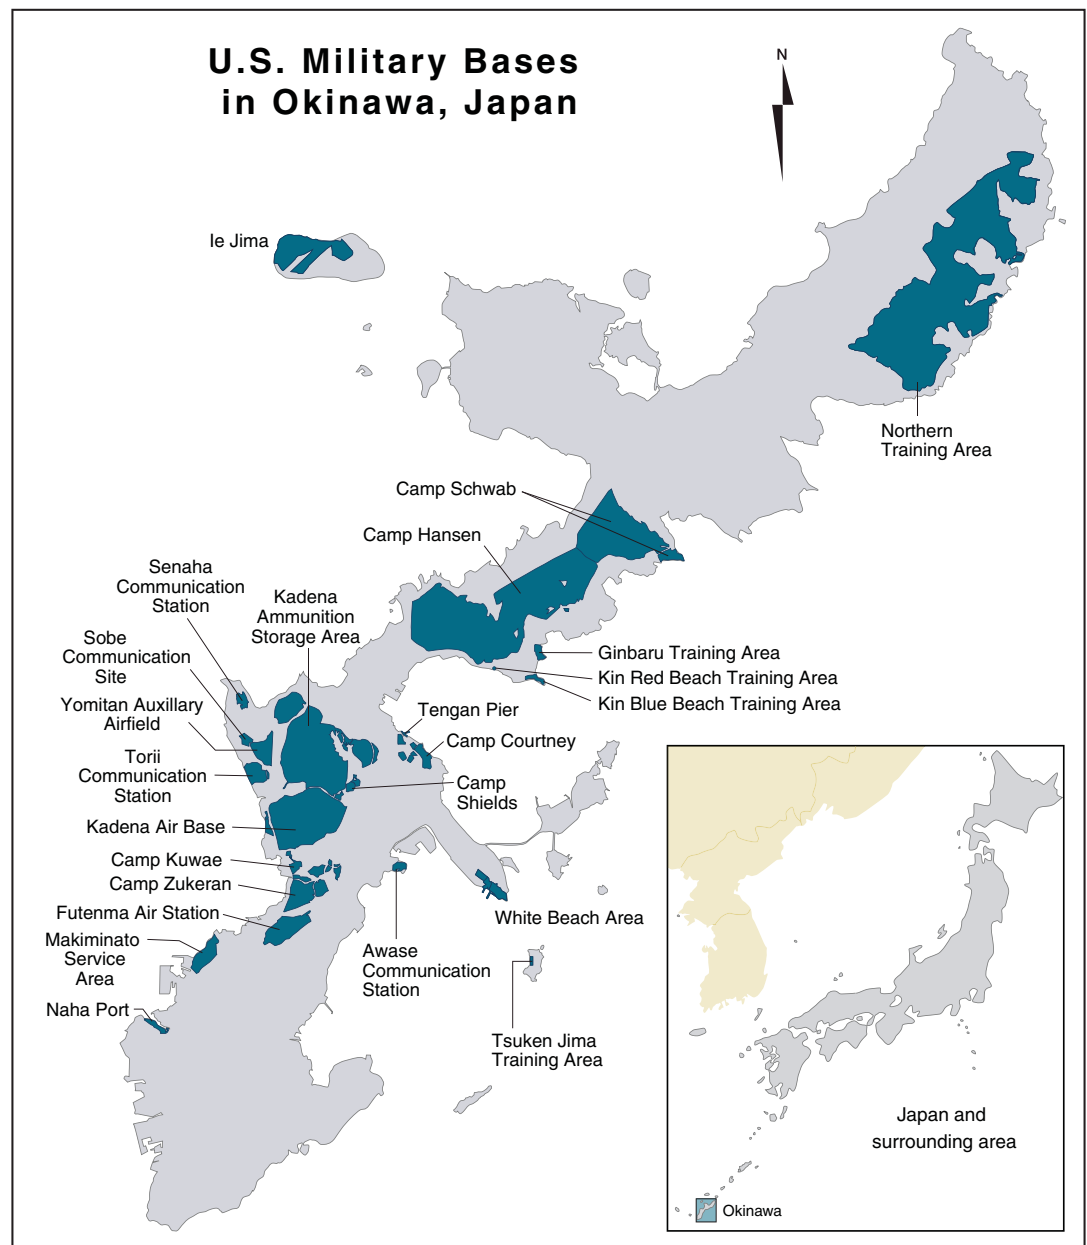 U.S. Military Bases
in Okinawa, Japan
N
Ie Jima
Northern
Training Area
Camp Schwab
Camp Hansen
Senaha
Communication
Station
Kadena
Ammunition
Storage Area
Sobe
Communication
Site
Ginbaru Training Area
Kin Red Beach Training Area
Kin Blue Beach Training Area
Yomitan Auxillary
Airfield
Tengan Pier
Camp Courtney
Torii
Communication
Station
Camp
Shields
Kadena Air Base
Camp Kuwae
Camp Zukeran
Futenma Air Station
White Beach Area
Makiminato
Service
Area
Awase
Communication
Station
Naha Port
Tsuken Jima
Training Area
Japan and
surrounding area
Okinawa